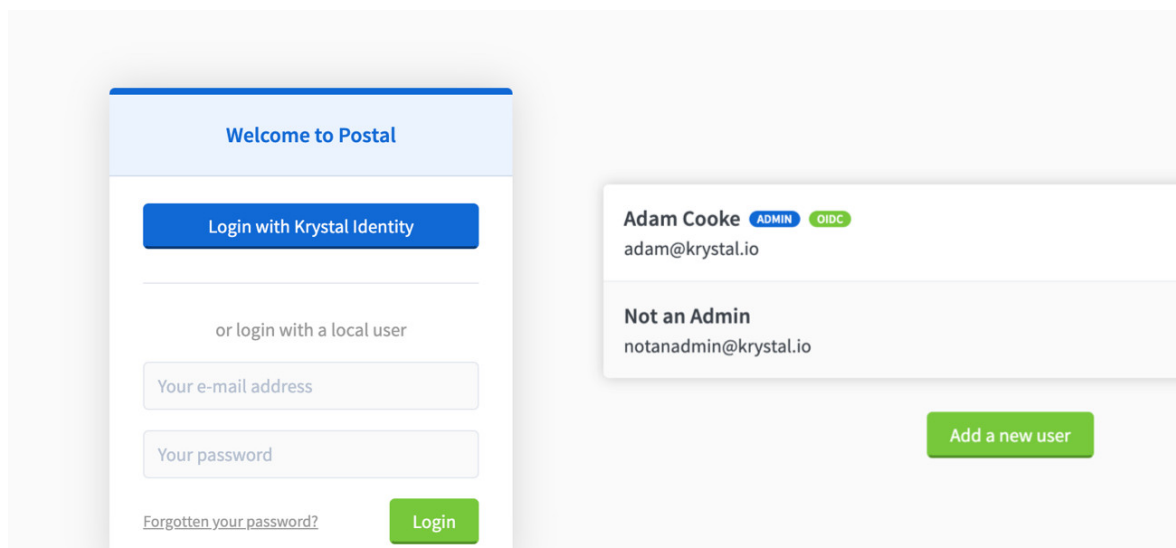 Welcome to Postal
Login with Krystal Identity
or login with a local user
Your e-mail address
Your password
Forgotten your password?
Login
Adam Cooke ADMIN OIDC
adam@krystal.io
Not an Admin
notanadmin@krystal.io
Add a new user